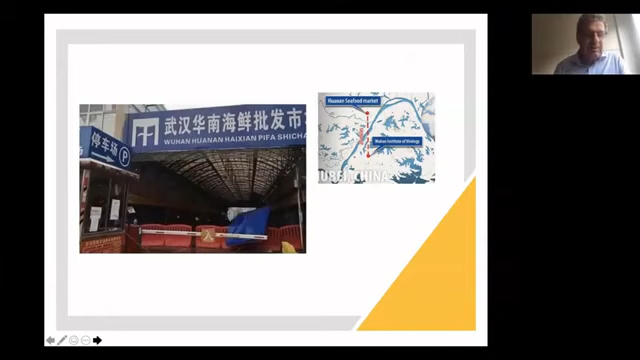 武汉华南海鲜批发市
WUHAN HUANAN HAIXIAN PIFA SHICHA
停车场
P
Huanan Seafood market
Wuhan Institute of Virology
UBEI, CHINA